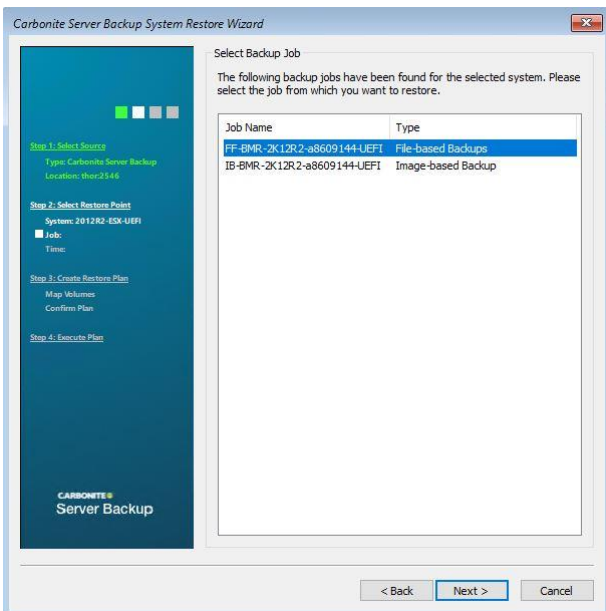 Carbonite Server Backup System Restore Wizard
Step 1: Select Source
Type: Carbonite Server Backup
Location: thor:2546
Step 2: Select Restore Point
System: 2012R2-ESX-UEFI
Job:
Time:
Step 3: Create Restore Plan
Map Volumes
Confirm Plan
Step 4: Execute Plan
CARBONITE
Server Backup
Select Backup Job
The following backup jobs have been found for the selected system. Please
select the job from which you want to restore.
Job Name Type
FF-BMR-2K12R2-a8609144-UEFI File-based Backups
IB-BMR-2K12R2-a8609144-UEFI Image-based Backup
< Back Next > Cancel